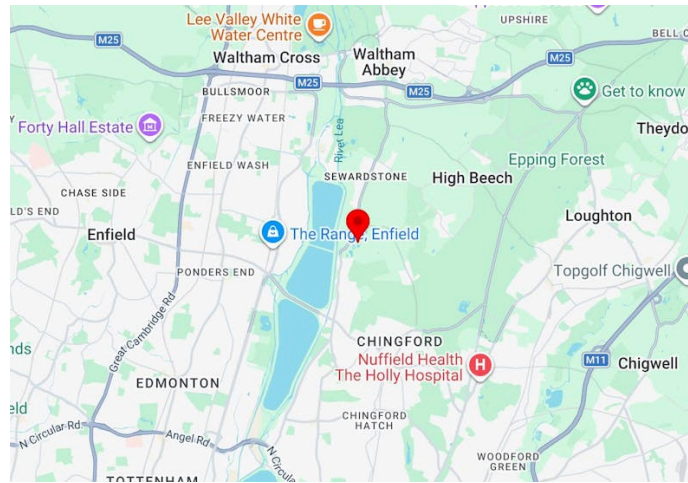 Lee Valley White
Water Centre
UPSHIRE
BELL C
M25
Waltham Cross
Waltham
Abbey
M25
M25
BULLSMOOR
Get to know
Forty Hall Estate
FREEZY WATER
River Lea
Theydo
ENFIELD WASH
Epping Forest
SEWARDSTONE
High Beech
CHASE SIDE
LD'S END
Loughton
Enfield
The Range, Enfield
PONDERS END
Topgolf Chigwell
Great Cambridge Rd
CHINGFORD
nds
Nuffield Health
The Holly Hospital
H
M11
Chigwell
EDMONTON
eld
CHINGFORD
HATCH
N Circular Rd
Angel Rd
N Circular
WOODFORD
GREEN
TOTTENHAM